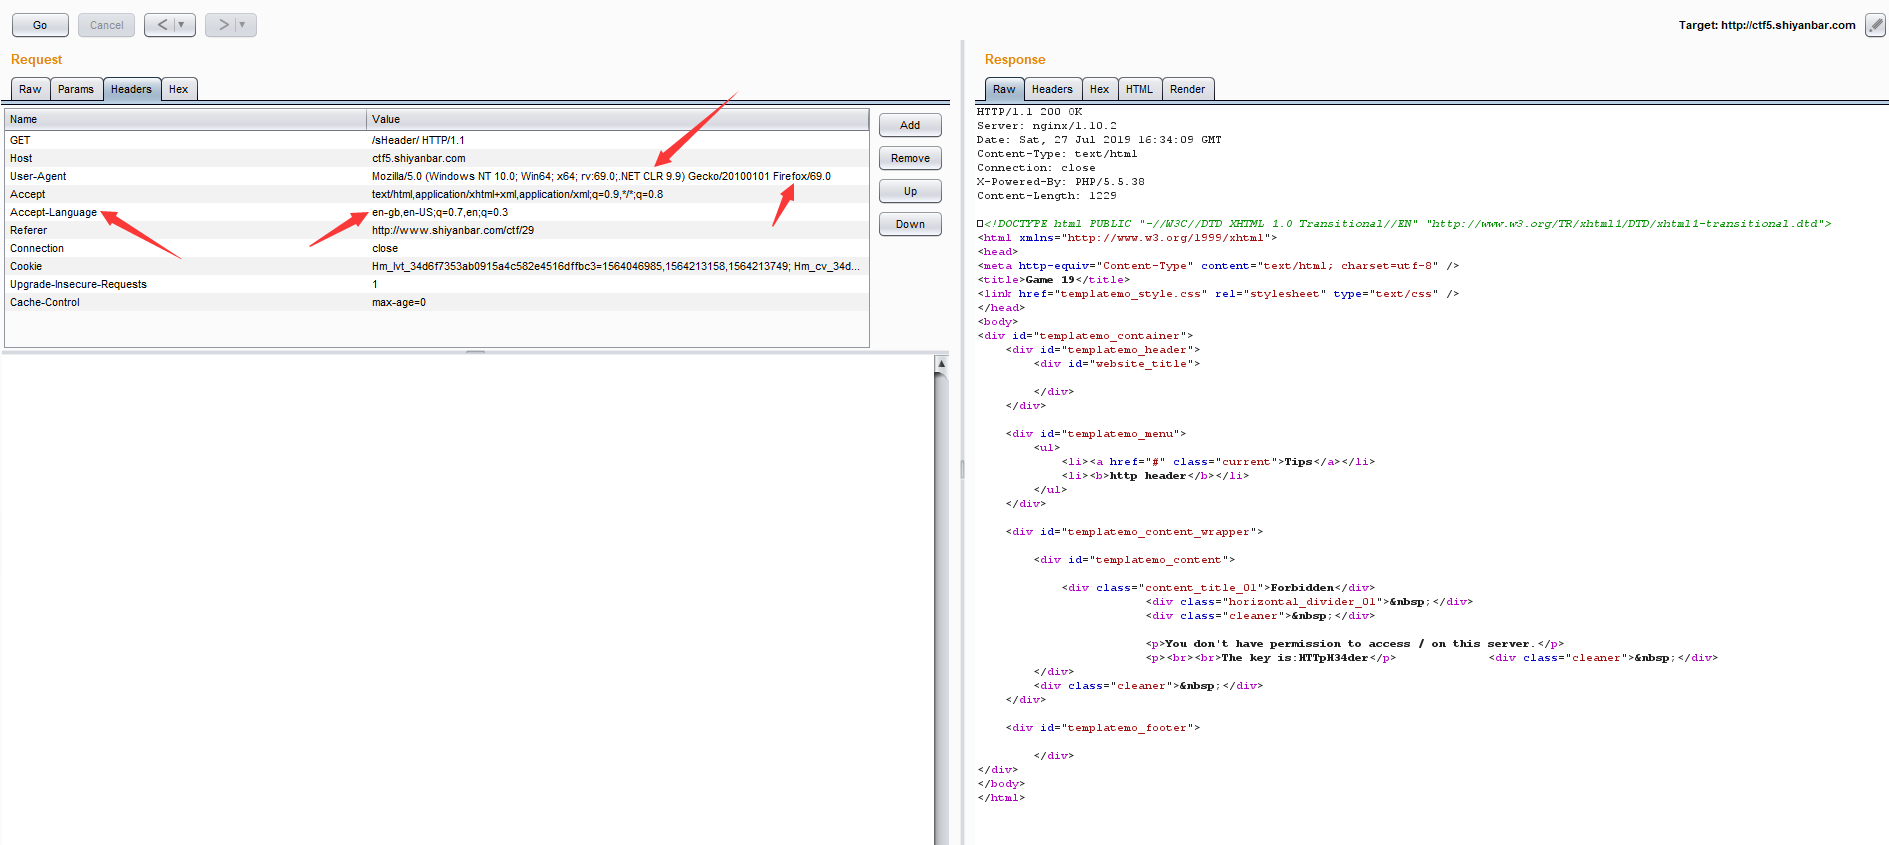 Go Cancel < ▼ > ▼ Target: http://ctf5.shiyanbar.com
Request
Raw Params Headers Hex
Name Value
GET /sHeader/ HTTP/1.1
Host ctf5.shiyanbar.com
User-Agent Mozilla/5.0 (Windows NT 10.0; Win64; x64; rv:69.0;.NET CLR 9.9) Gecko/20100101 Firefox/69.0
Accept text/html,application/xhtml+xml,application/xml;q=0.9,*/*;q=0.8
Accept-Language en-gb,en-US;q=0.7,en;q=0.3
Referer http://www.shiyanbar.com/ctf/29
Connection close
Cookie Hm_lvt_34d6f7353ab0915a4c582e4516dffbc3=1564046985,1564213158,1564213749; Hm_cv_34d...
Upgrade-Insecure-Requests 1
Cache-Control max-age=0
Add
Remove
Up
Down
Response
Raw Headers Hex HTML Render
HTTP/1.1 200 OK
Server: nginx/1.10.2
Date: Sat, 27 Jul 2019 16:34:09 GMT
Content-Type: text/html
Connection: close
X-Powered-By: PHP/5.5.38
Content-Length: 1229
<!DOCTYPE html PUBLIC "-//W3C//DTD XHTML 1.0 Transitional//EN" "http://www.w3.org/TR/xhtml1/DTD/xhtml1-transitional.dtd">
<html xmlns="http://www.w3.org/1999/xhtml">
<head>
<meta http-equiv="Content-Type" content="text/html; charset=utf-8" />
<title>Game 19</title>
<link href="templatemo_style.css" rel="stylesheet" type="text/css" />
</head>
<body>
<div id="templatemo_container">
<div id="templatemo_header">
<div id="website_title">
</div>
</div>
<div id="templatemo_menu">
<ul>
<li><a href="#" class="current">Tips</a></li>
<li><b>http header</b></li>
</ul>
</div>
<div id="templatemo_content_wrapper">
<div id="templatemo_content">
<div class="content_title_01">Forbidden</div>
<div class="horizontal_divider_01">&nbsp;</div>
<div class="cleaner">&nbsp;</div>
<p>You don't have permission to access / on this server.</p>
<p><br><br>The key is:HTTpH34der</p> <div class="cleaner">&nbsp;</div>
</div>
<div class="cleaner">&nbsp;</div>
</div>
<div id="templatemo_footer">
</div>
</div>
</body>
</html>